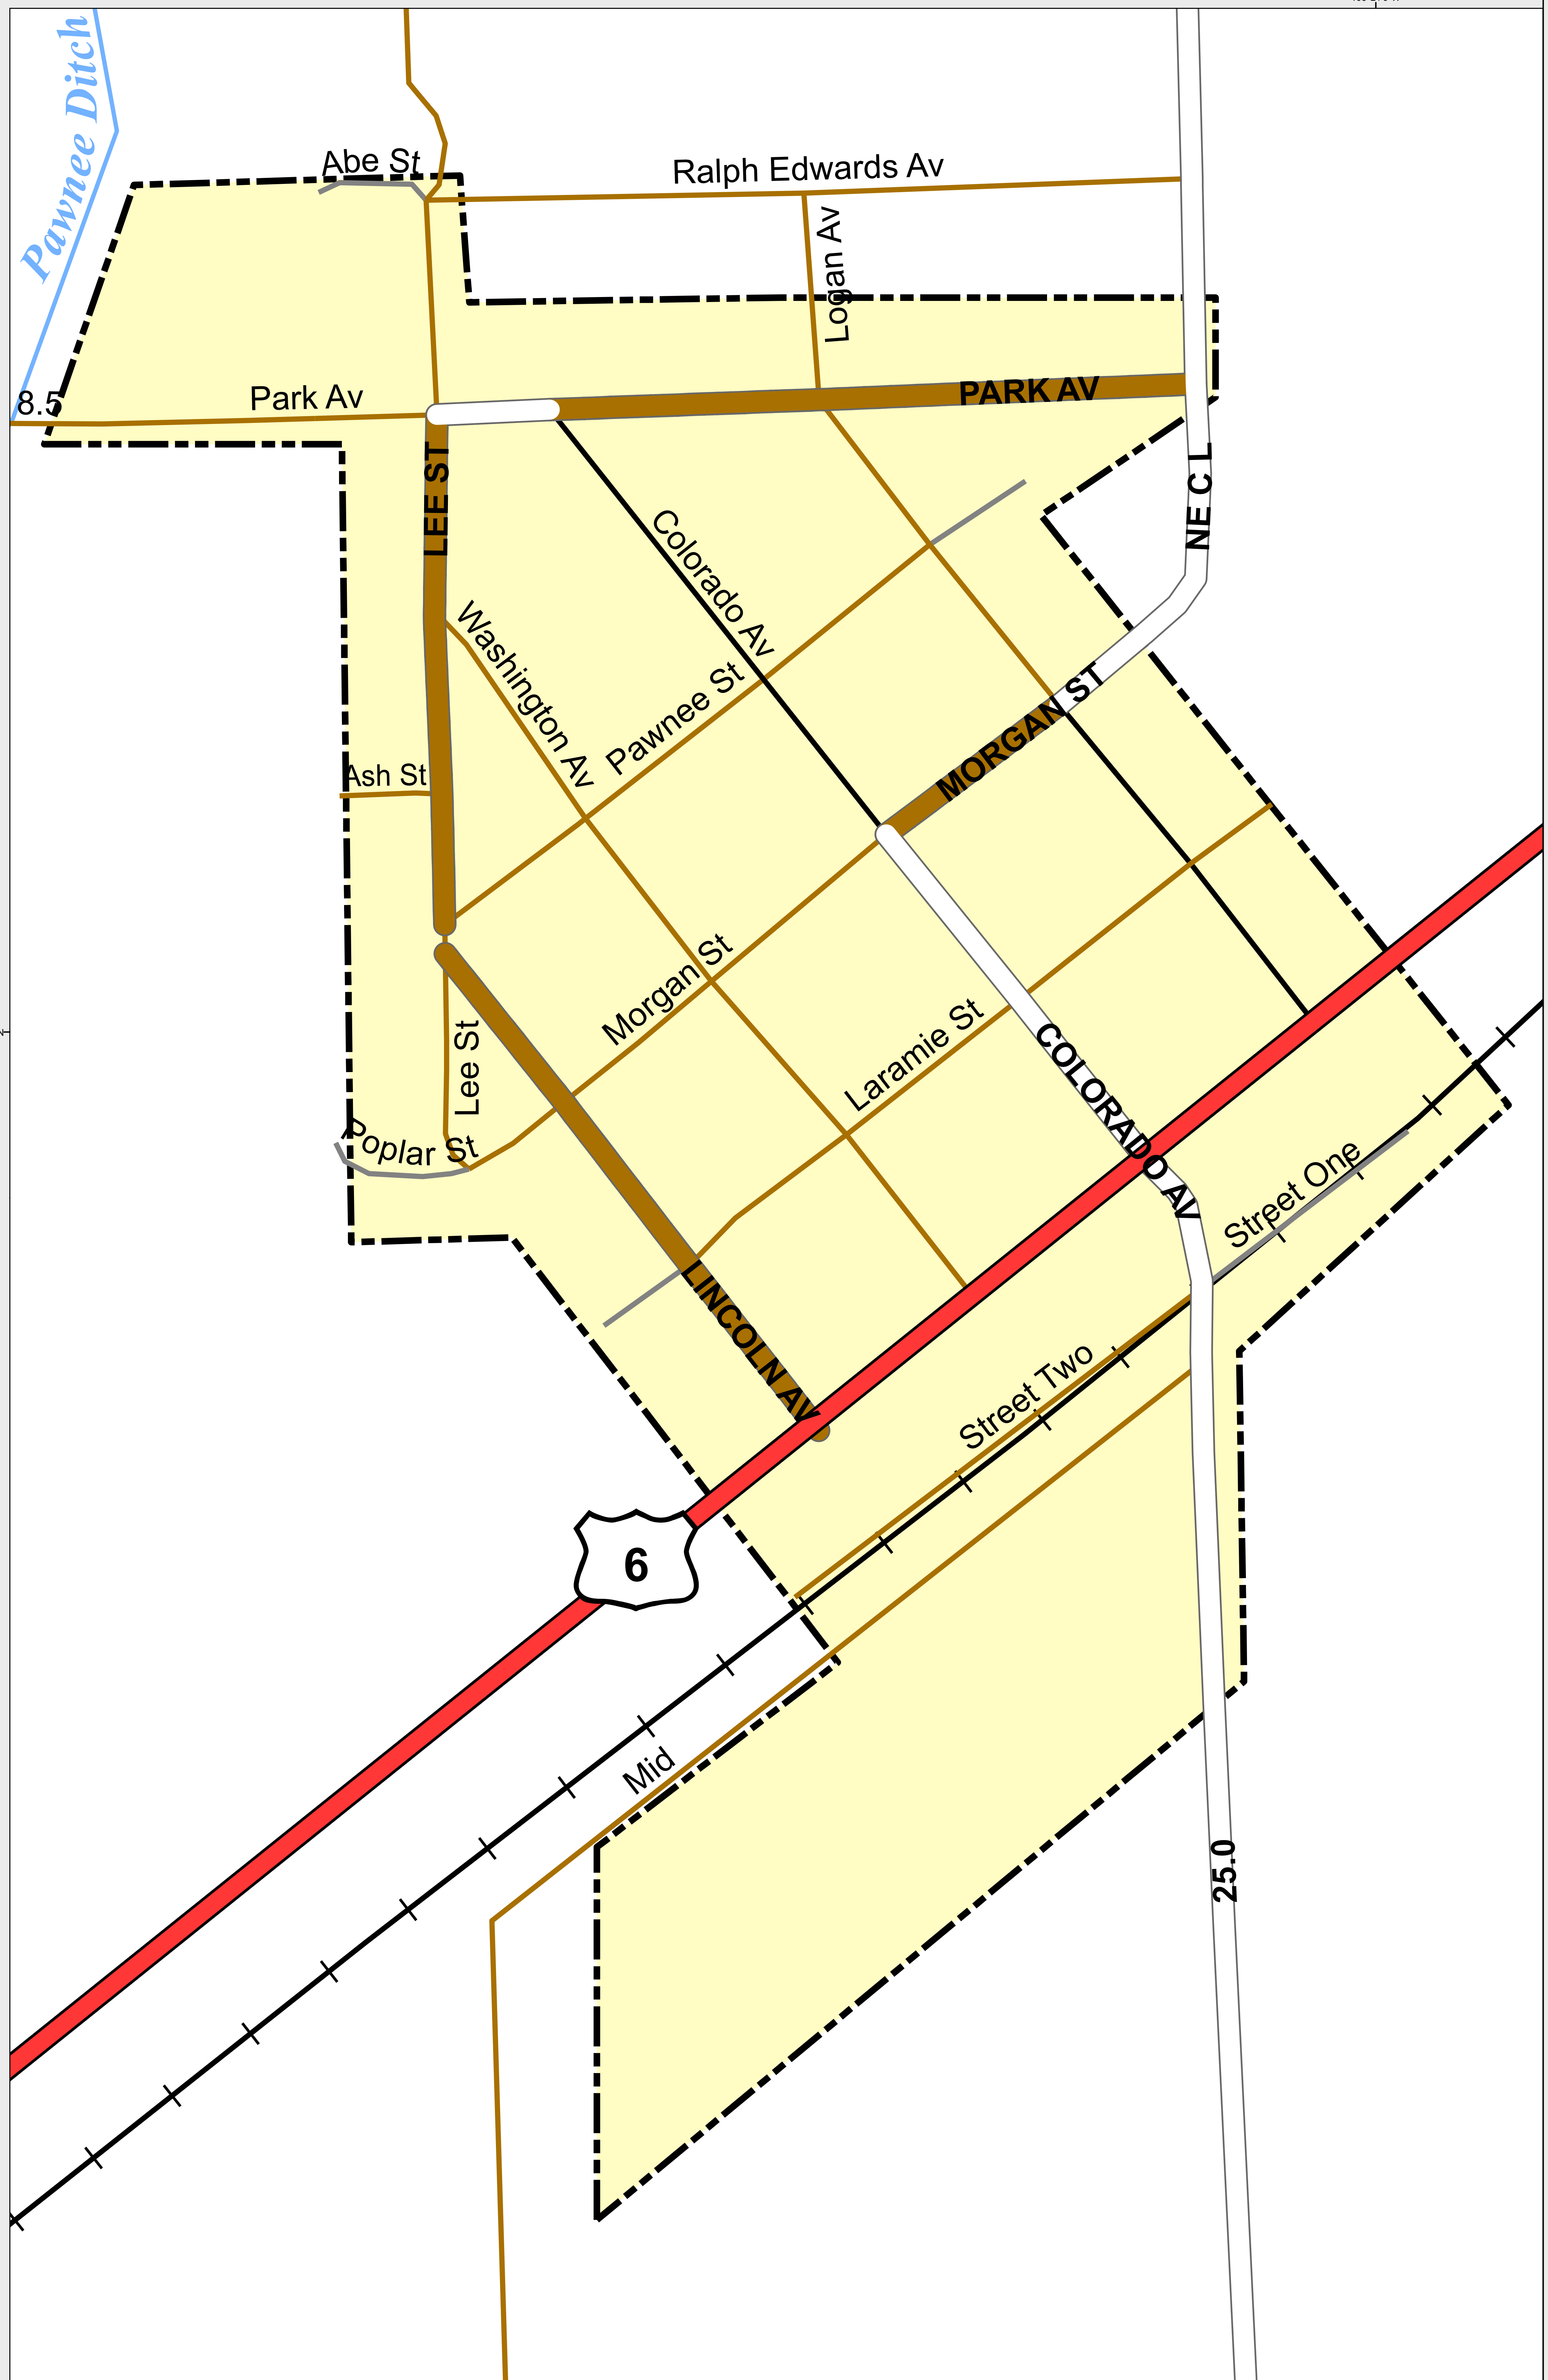 Pawnee Ditch
Abe St
Ralph Edwards Av
Logan Av
8.5
Park Av
PARK AV
LEE ST
NE C L
Colorado Av
Washington Av
Pawnee St
MORGAN ST
Ash St
Morgan St
Laramie St
Lee St
COLORADO AV
Poplar St
Street One
LINCOLN AV
Street Two
6
Mid
25.0